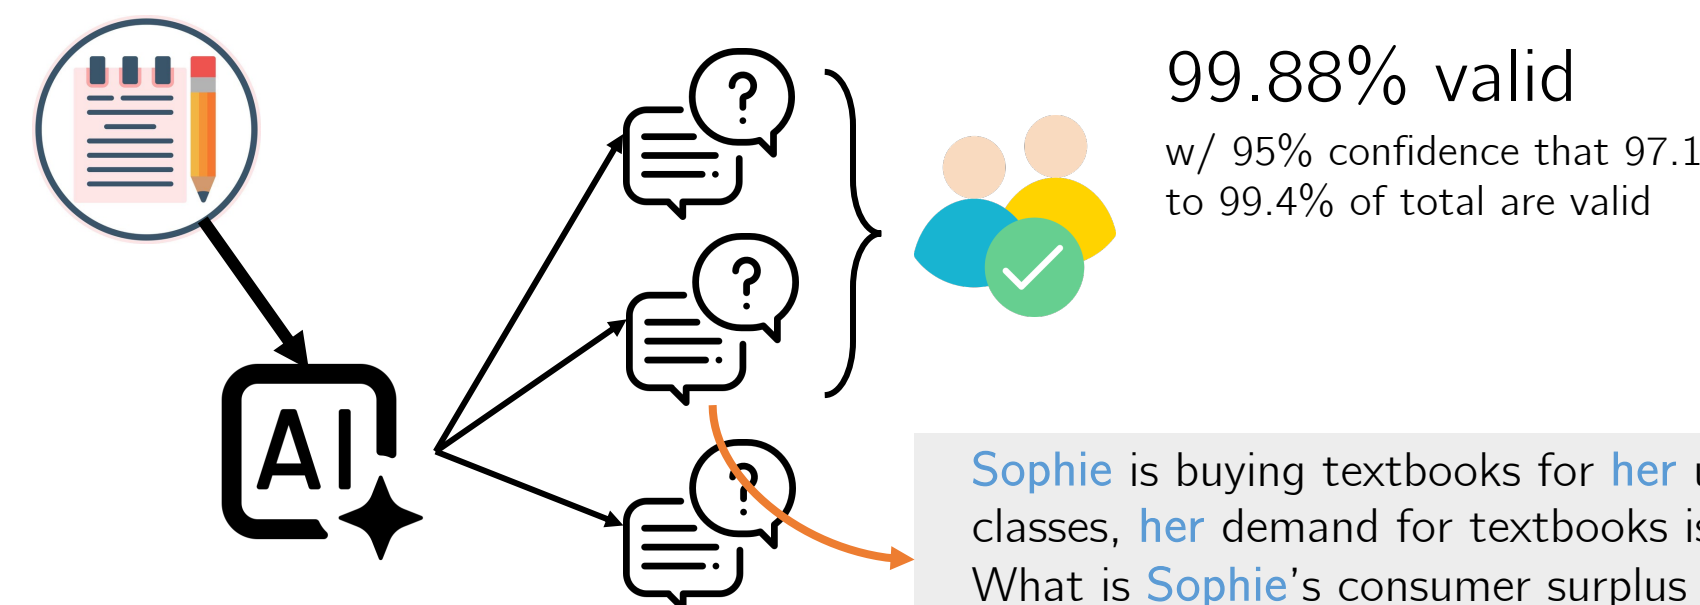 99.88% valid
w/ 95% confidence that 97.1
to 99.4% of total are valid
?
?
AI
?
Sophie is buying textbooks for her
classes, her demand for textbooks is
What is Sophie's consumer surplus